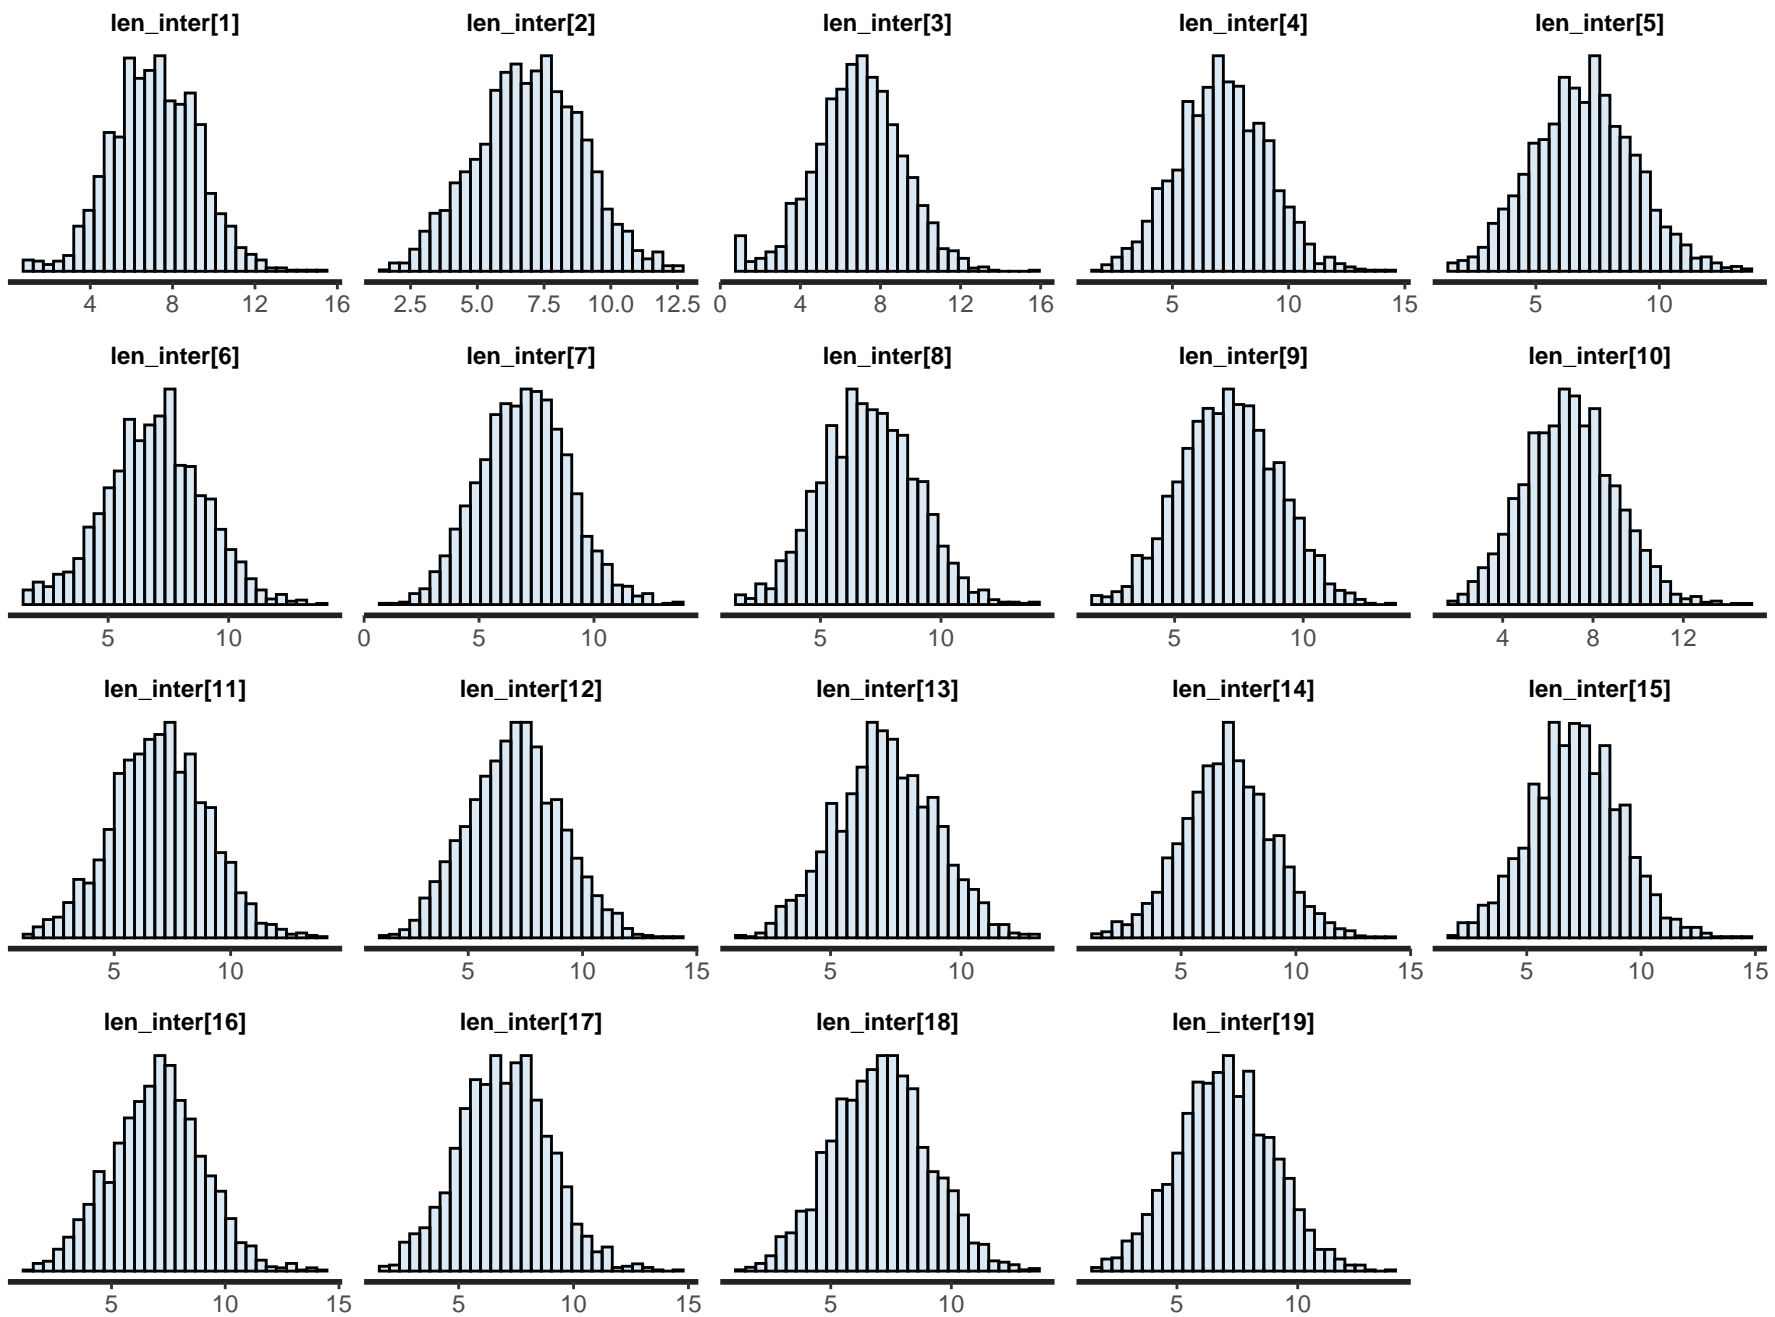 len_inter[1] len_inter[2] len_inter[3] len_inter[4] len_inter[5]
4 8 12 16 2.5 5.0 7.5 10.0 12.5 0 4 8 12 16 5 10 15 5 10
len_inter[6] len_inter[7] len_inter[8] len_inter[9] len_inter[10]
5 10 0 5 10 5 10 5 10 4 8 12
len_inter[11] len_inter[12] len_inter[13] len_inter[14] len_inter[15]
5 10 5 10 15 5 10 5 10 15 5 10 15
len_inter[16] len_inter[17] len_inter[18] len_inter[19]
5 10 15 5 10 15 5 10 5 10